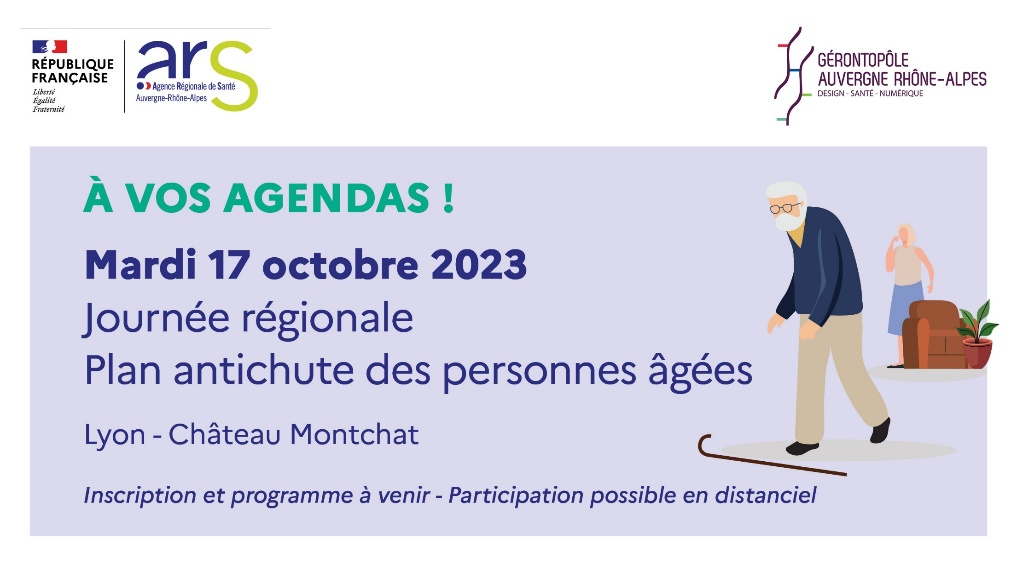 RÉPUBLIQUE
FRANÇAISE
Liberté
Égalité
Fraternité
ars
Agence Régionale de Santé
Auvergne-Rhône-Alpes
GÉRONTOPÔLE
AUVERGNE RHÔNE-ALPES
DESIGN - SANTÉ - NUMÉRIQUE
À VOS AGENDAS !
Mardi 17 octobre 2023
Journée régionale
Plan antichute des personnes âgées
Lyon - Château Montchat
Inscription et programme à venir - Participation possible en distanciel